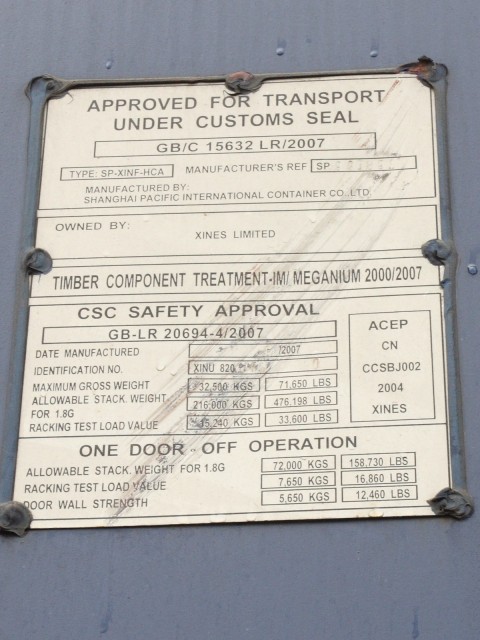 APPROVED FOR TRANSPORT
UNDER CUSTOMS SEAL
GB/C 15632 LR/2007
TYPE: SP-XINF-HCA MANUFACTURER'S REF SP
MANUFACTURED BY:
SHANGHAI PACIFIC INTERNATIONAL CONTAINER CO.,LTD.
OWNED BY:
XINES LIMITED
TIMBER COMPONENT TREATMENT-IM/ MEGANIUM 2000/2007
CSC SAFETY APPROVAL
GB-LR 20694-4/2007
DATE MANUFACTURED /2007
IDENTIFICATION NO. XINU 820
MAXIMUM GROSS WEIGHT 32,500 KGS 71,650 LBS
ALLOWABLE STACK. WEIGHT
FOR 1.8G 216,000 KGS 476,198 LBS
RACKING TEST LOAD VALUE 15,240 KGS 33,600 LBS
ACEP
CN
CCSBJ002
2004
XINES
ONE DOOR OFF OPERATION
ALLOWABLE STACK. WEIGHT FOR 1.8G 72,000 KGS 158,730 LBS
RACKING TEST LOAD VALUE 7,650 KGS 16,860 LBS
DOOR WALL STRENGTH 5,650 KGS 12,460 LBS